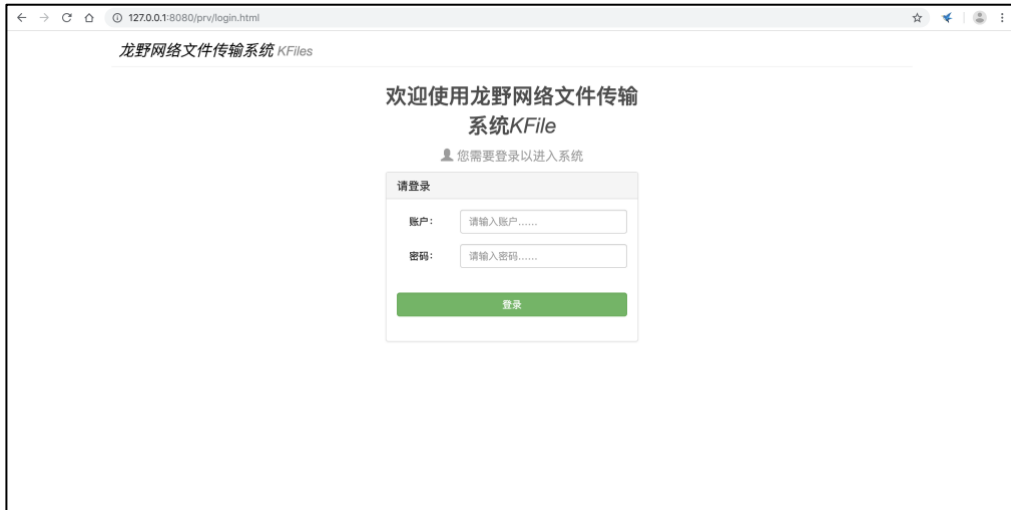 127.0.0.1:8080/prv/login.html
龙野网络文件传输系统 KFiles
欢迎使用龙野网络文件传输
系统KFile
您需要登录以进入系统
请登录
账户：
请输入账户……
密码：
请输入密码……
登录